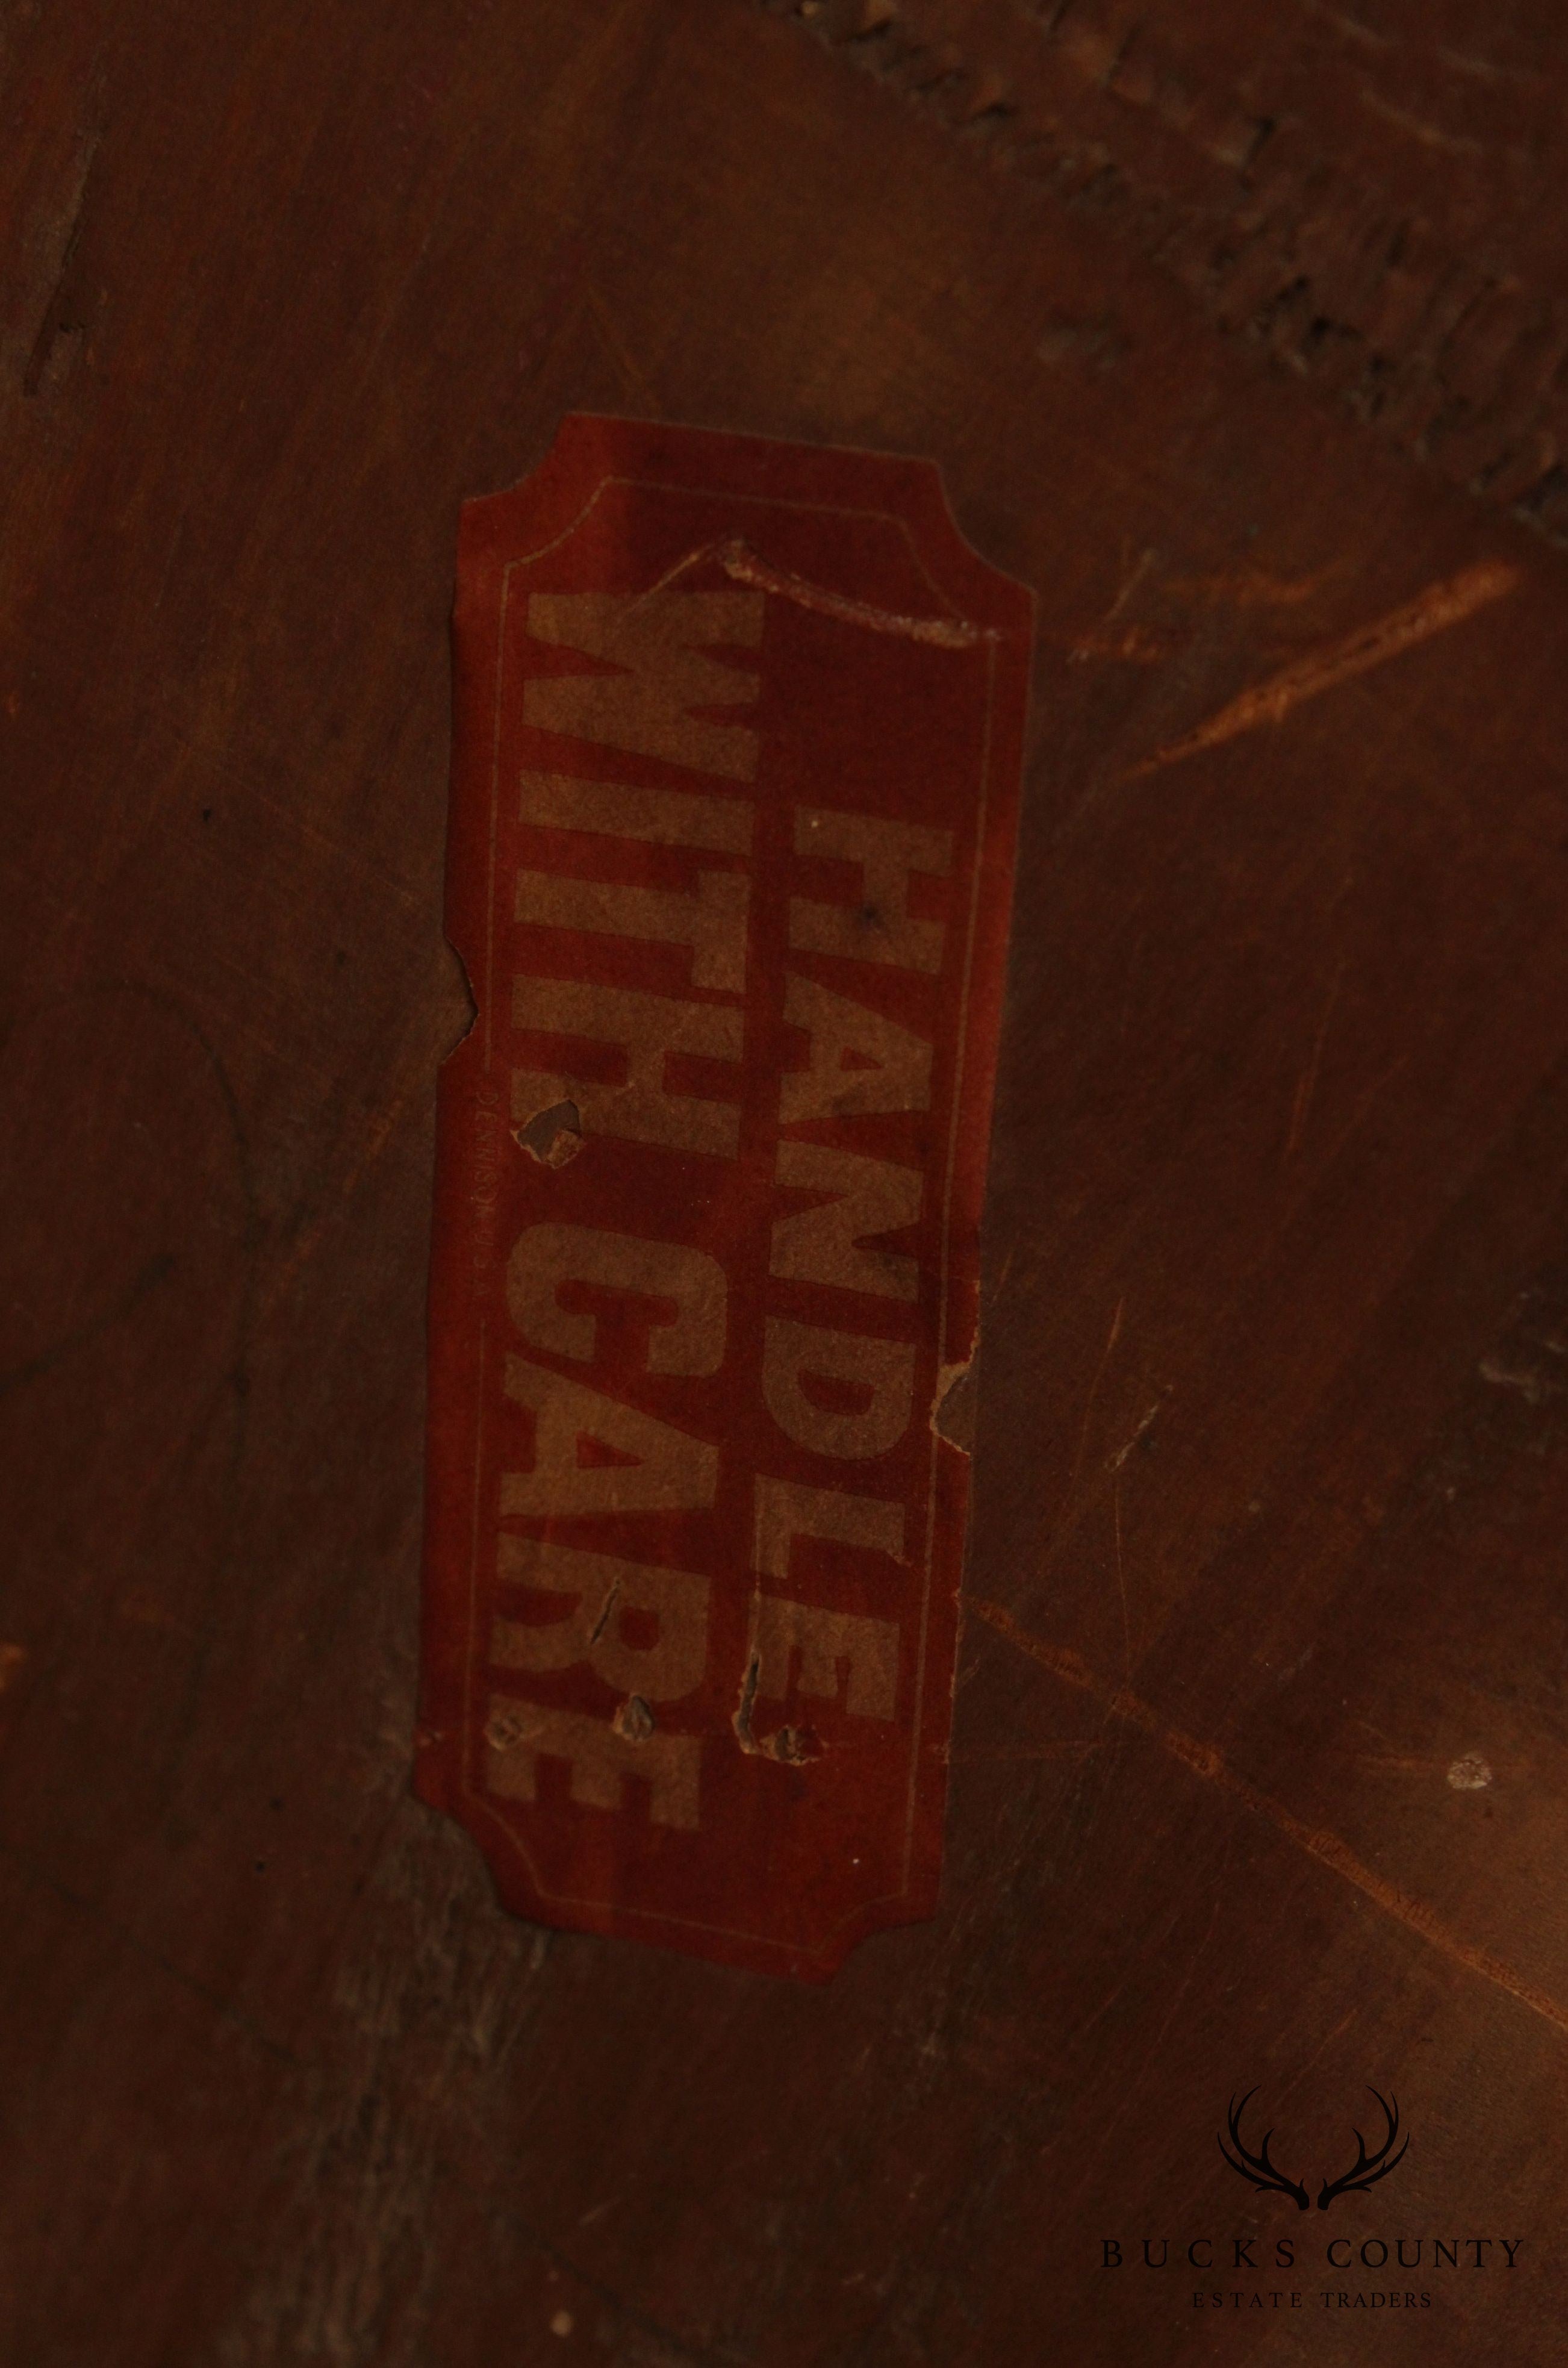 HANDLE
WITH CARE
DENNISON U.S.A.
BUCKS COUNTY
ESTATE TRADERS